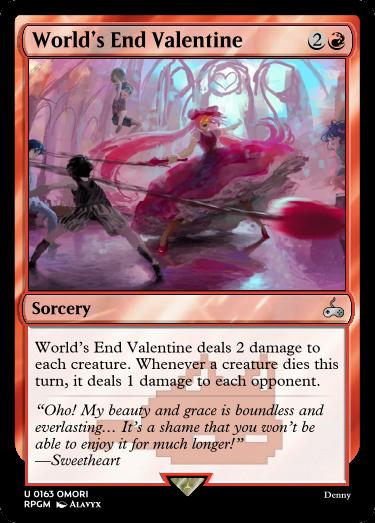 World's End Valentine 2
Sorcery
World's End Valentine deals 2 damage to
each creature. Whenever a creature dies this
turn, it deals 1 damage to each opponent.
“Oho! My beauty and grace is boundless and
everlasting… It's a shame that you won't be
able to enjoy it for much longer!”
—Sweetheart
U 0163 OMORI
RPGM Alavyx
Denny